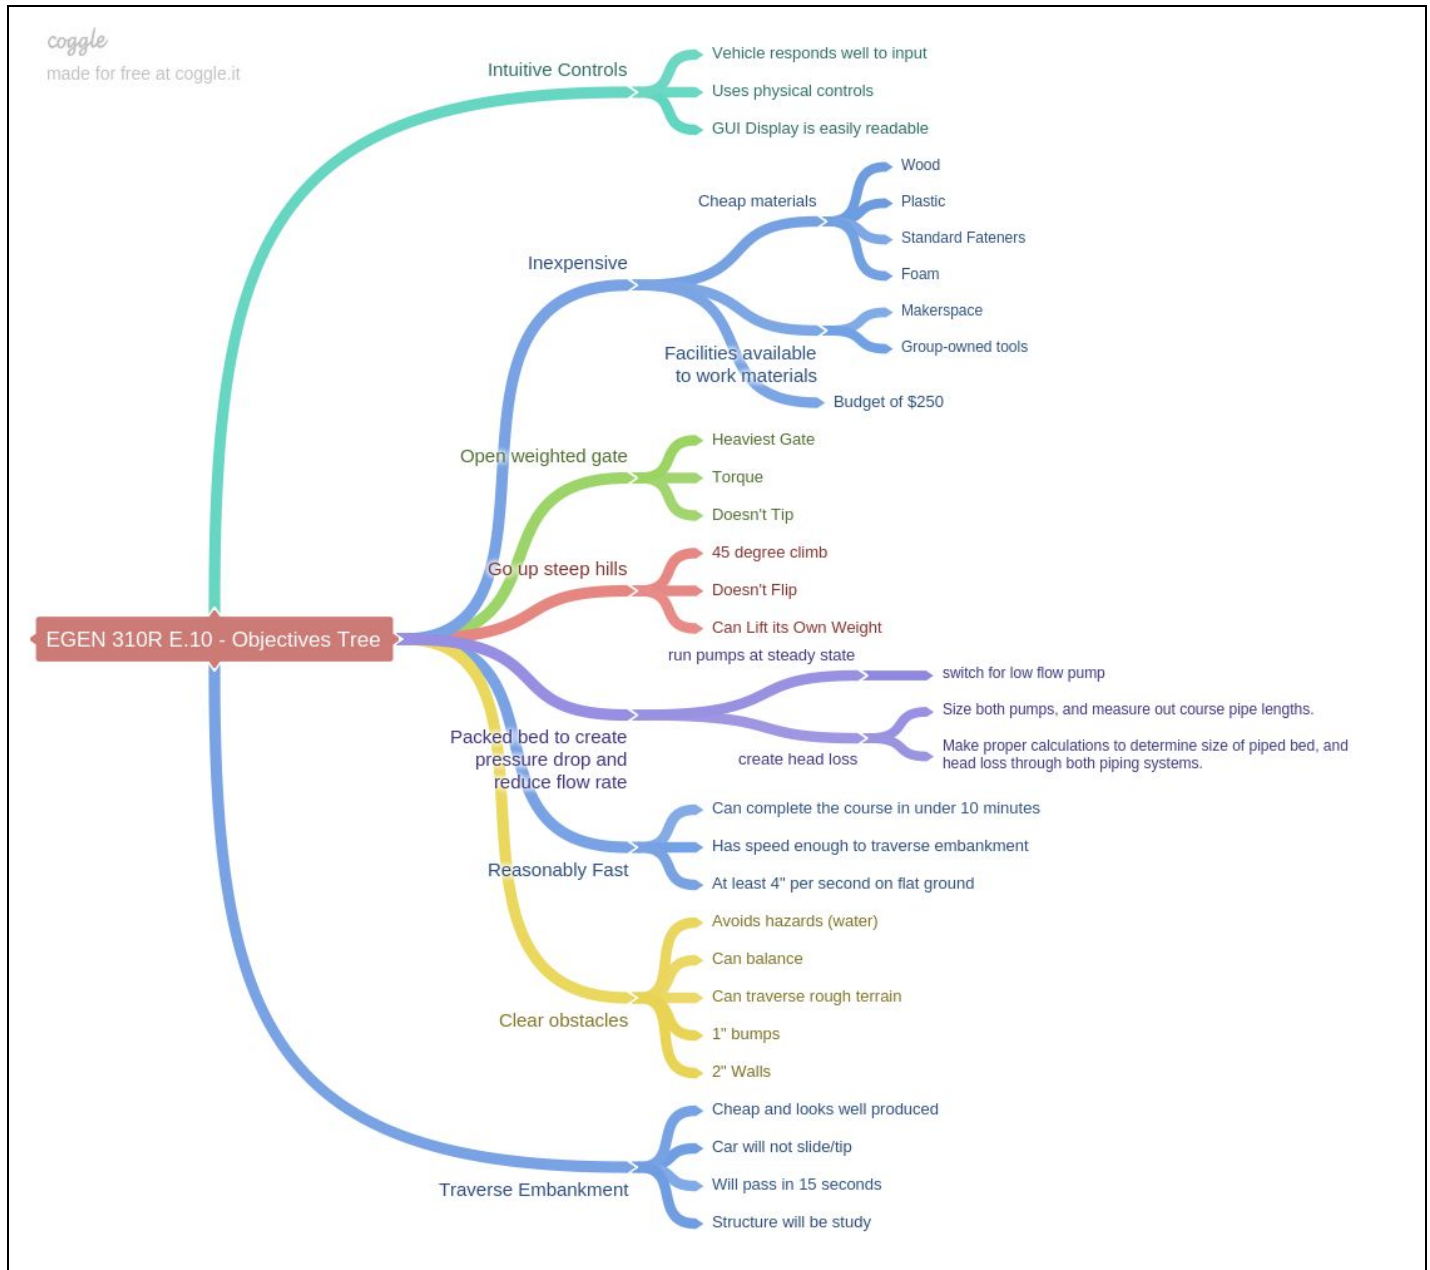 coggle
made for free at coggle.it
EGEN 310R E.10 - Objectives Tree
Intuitive Controls
Vehicle responds well to input
Uses physical controls
GUI Display is easily readable
Inexpensive
Cheap materials
Wood
Plastic
Standard Fateners
Foam
Facilities available
to work materials
Makerspace
Group-owned tools
Budget of $250
Open weighted gate
Heaviest Gate
Torque
Doesn't Tip
Go up steep hills
45 degree climb
Doesn't Flip
Can Lift its Own Weight
Packed bed to create
pressure drop and
reduce flow rate
run pumps at steady state
switch for low flow pump
create head loss
Size both pumps, and measure out course pipe lengths.
Make proper calculations to determine size of piped bed, and
head loss through both piping systems.
Reasonably Fast
Can complete the course in under 10 minutes
Has speed enough to traverse embankment
At least 4" per second on flat ground
Clear obstacles
Avoids hazards (water)
Can balance
Can traverse rough terrain
1" bumps
2" Walls
Traverse Embankment
Cheap and looks well produced
Car will not slide/tip
Will pass in 15 seconds
Structure will be study